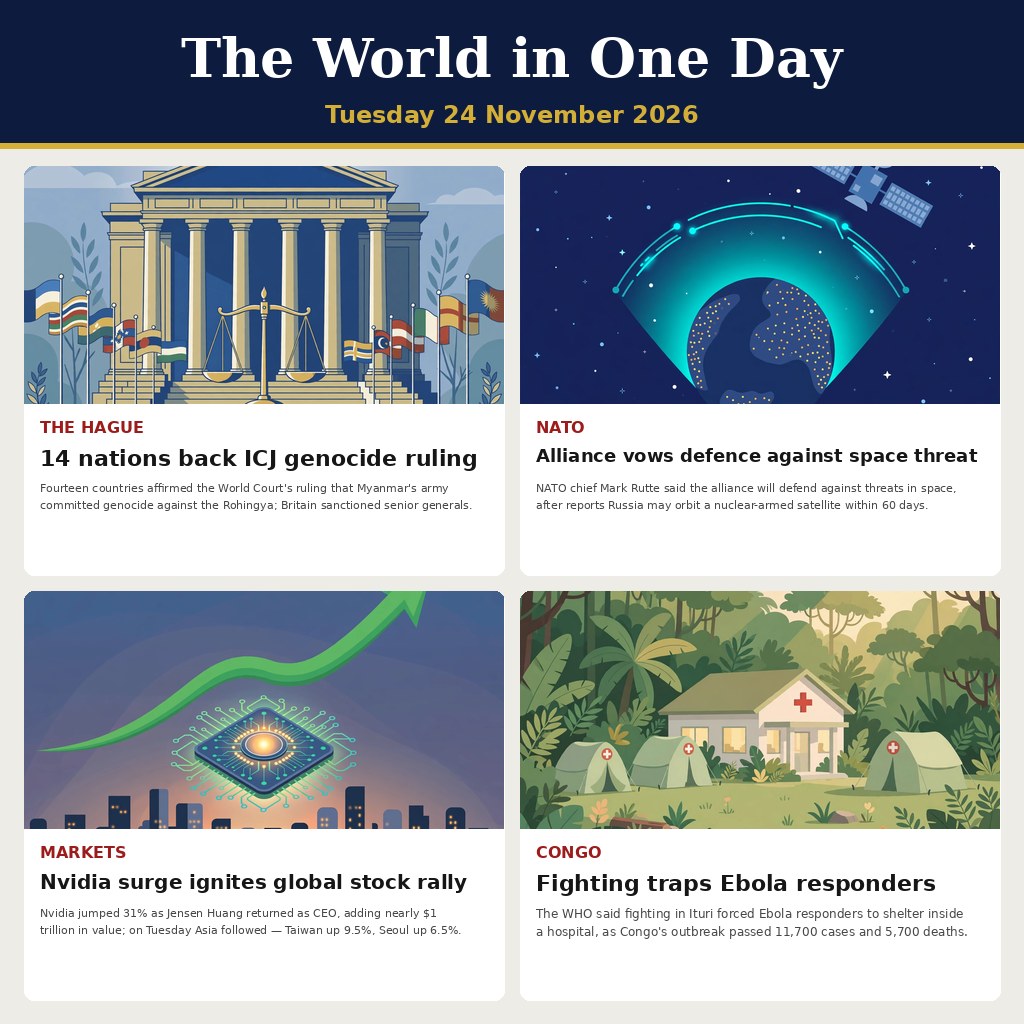 The World in One Day
Tuesday 24 November 2026
THE HAGUE
14 nations back ICJ genocide ruling
Fourteen countries affirmed the World Court's ruling that Myanmar's army
committed genocide against the Rohingya; Britain sanctioned senior generals.
NATO
Alliance vows defence against space threat
NATO chief Mark Rutte said the alliance will defend against threats in space,
after reports Russia may orbit a nuclear-armed satellite within 60 days.
MARKETS
Nvidia surge ignites global stock rally
Nvidia jumped 31% as Jensen Huang returned as CEO, adding nearly $1
trillion in value; on Tuesday Asia followed — Taiwan up 9.5%, Seoul up 6.5%.
CONGO
Fighting traps Ebola responders
The WHO said fighting in Ituri forced Ebola responders to shelter inside
a hospital, as Congo's outbreak passed 11,700 cases and 5,700 deaths.